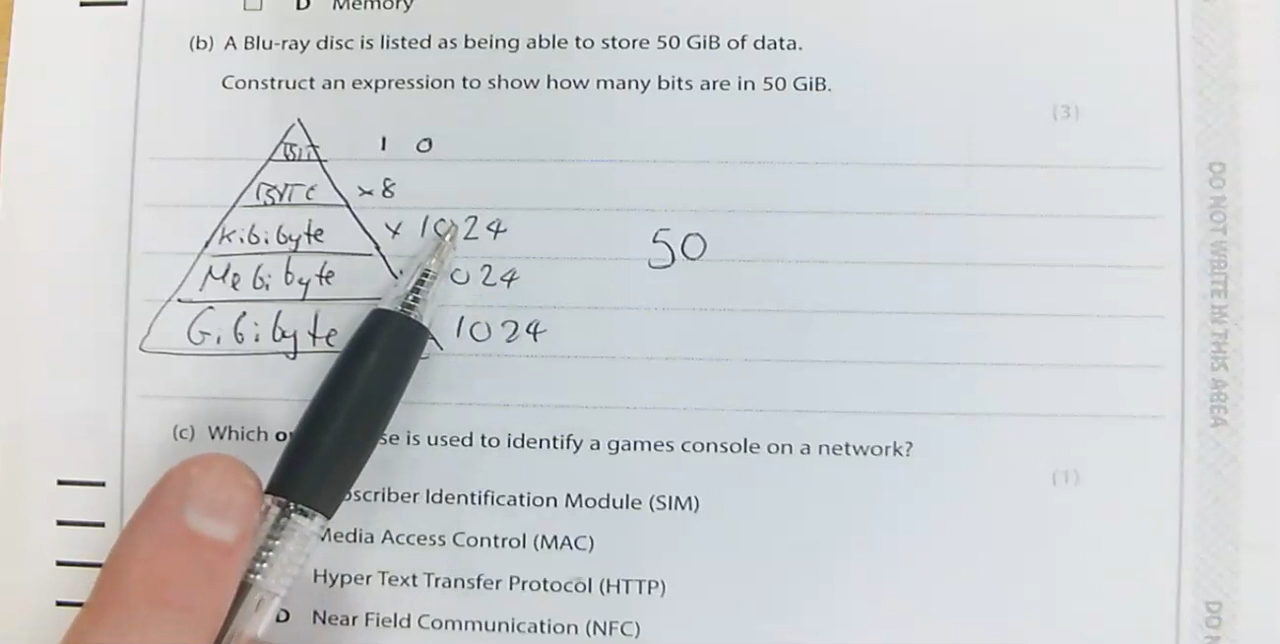 D Memory
(b) A Blu-ray disc is listed as being able to store 50 GiB of data.
Construct an expression to show how many bits are in 50 GiB.
(3)
Bit 1 0
BYTE ×8
Kibibyte × 1024 50
Mebibyte 024
Gibibyte 1024
(c) Which is used to identify a games console on a network?
(1)
Identification Module (SIM)
Media Access Control (MAC)
Hyper Text Transfer Protocol (HTTP)
D Near Field Communication (NFC)
DO NOT WRITE IN THIS AREA
DO